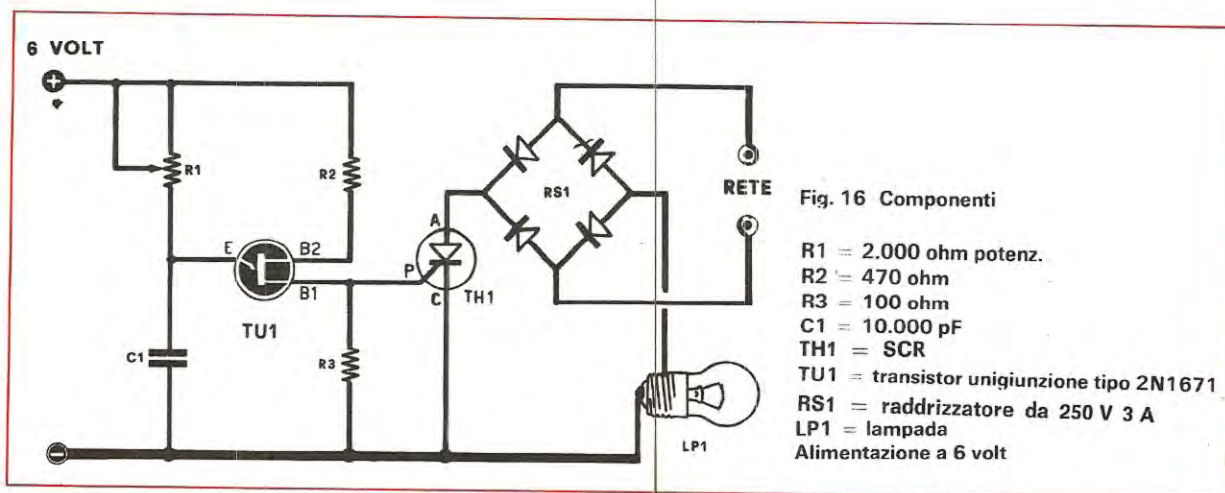 6 VOLT
+
R1
R2
E
B2
B1
TU1
C1
R3
A
P
C
TH1
RS1
RETE
LP1
-
Fig. 16 Componenti
R1 = 2.000 ohm potenz.
R2 = 470 ohm
R3 = 100 ohm
C1 = 10.000 pF
TH1 = SCR
TU1 = transistor unigiunzione tipo 2N1671
RS1 = raddrizzatore da 250 V 3 A
LP1 = lampada
Alimentazione a 6 volt